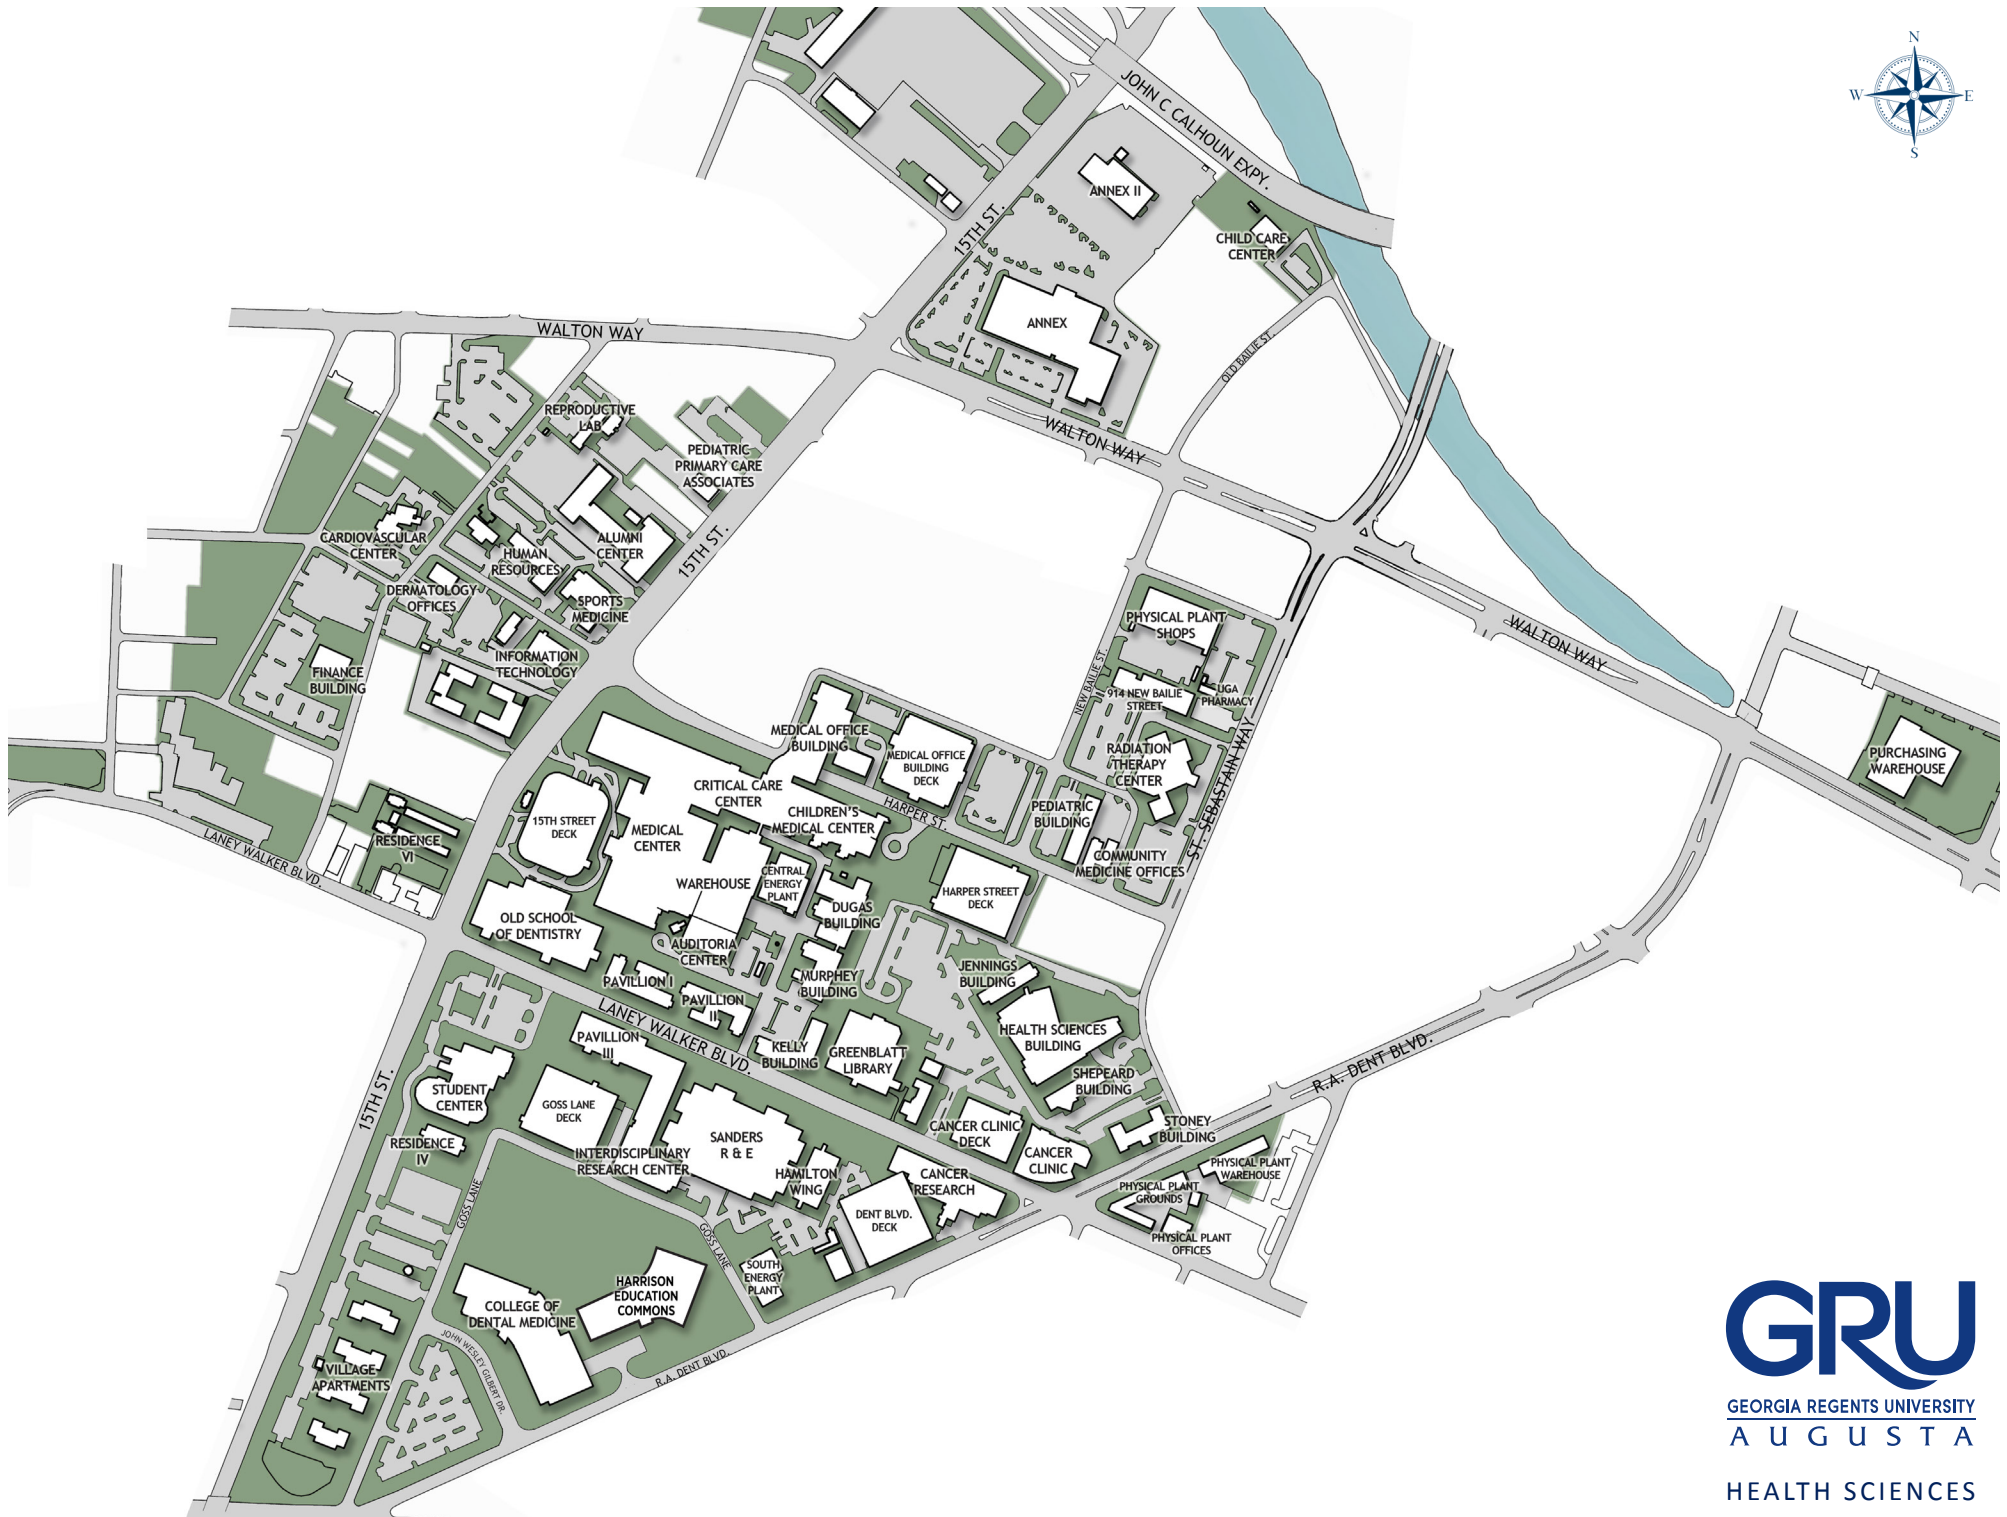 N
W
E
S
JOHN C CALHOUN EXPY.
ANNEX II
15TH ST.
CHILD CARE
CENTER
ANNEX
WALTON WAY
OLD BAILIE ST.
REPRODUCTIVE
LAB
PEDIATRIC
PRIMARY CARE
ASSOCIATES
WALTON WAY
CARDIOVASCULAR
CENTER
ALUMNI
CENTER
HUMAN
RESOURCES
15TH ST.
DERMATOLOGY
OFFICES
SPORTS
MEDICINE
PHYSICAL PLANT
SHOPS
WALTON WAY
INFORMATION
TECHNOLOGY
FINANCE
BUILDING
NEW BAILIE ST.
914 NEW BAILIE
STREET
UGA
PHARMACY
MEDICAL OFFICE
BUILDING
MEDICAL OFFICE
BUILDING
DECK
RADIATION
THERAPY
CENTER
ST. SEBASTAIN WAY
PURCHASING
WAREHOUSE
CRITICAL CARE
CENTER
HARPER ST.
PEDIATRIC
BUILDING
CHILDREN'S
MEDICAL CENTER
15TH STREET
DECK
MEDICAL
CENTER
RESIDENCE
VI
LANEY WALKER BLVD.
COMMUNITY
MEDICINE OFFICES
WAREHOUSE
CENTRAL
ENERGY
PLANT
HARPER STREET
DECK
DUGAS
BUILDING
OLD SCHOOL
OF DENTISTRY
AUDITORIA
CENTER
JENNINGS
BUILDING
PAVILLION I
MURPHEY
BUILDING
PAVILLION
II
LANEY WALKER BLVD.
HEALTH SCIENCES
BUILDING
PAVILLION
III
KELLY
BUILDING
GREENBLATT
LIBRARY
R.A. DENT BLVD.
SHEPEARD
BUILDING
STUDENT
CENTER
15TH ST.
GOSS LANE
DECK
CANCER CLINIC
DECK
STONEY
BUILDING
RESIDENCE
IV
SANDERS
R & E
INTERDISCIPLINARY
RESEARCH CENTER
CANCER
CLINIC
HAMILTON
WING
CANCER
RESEARCH
PHYSICAL PLANT
WAREHOUSE
PHYSICAL PLANT
GROUNDS
GOSS LANE
DENT BLVD.
DECK
GOSS LANE
PHYSICAL PLANT
OFFICES
SOUTH
ENERGY
PLANT
HARRISON
EDUCATION
COMMONS
COLLEGE OF
DENTAL MEDICINE
JOHN WESLEY GILBERT DR.
VILLAGE
APARTMENTS
R.A. DENT BLVD.
GRU
GEORGIA REGENTS UNIVERSITY
AUGUSTA
HEALTH SCIENCES